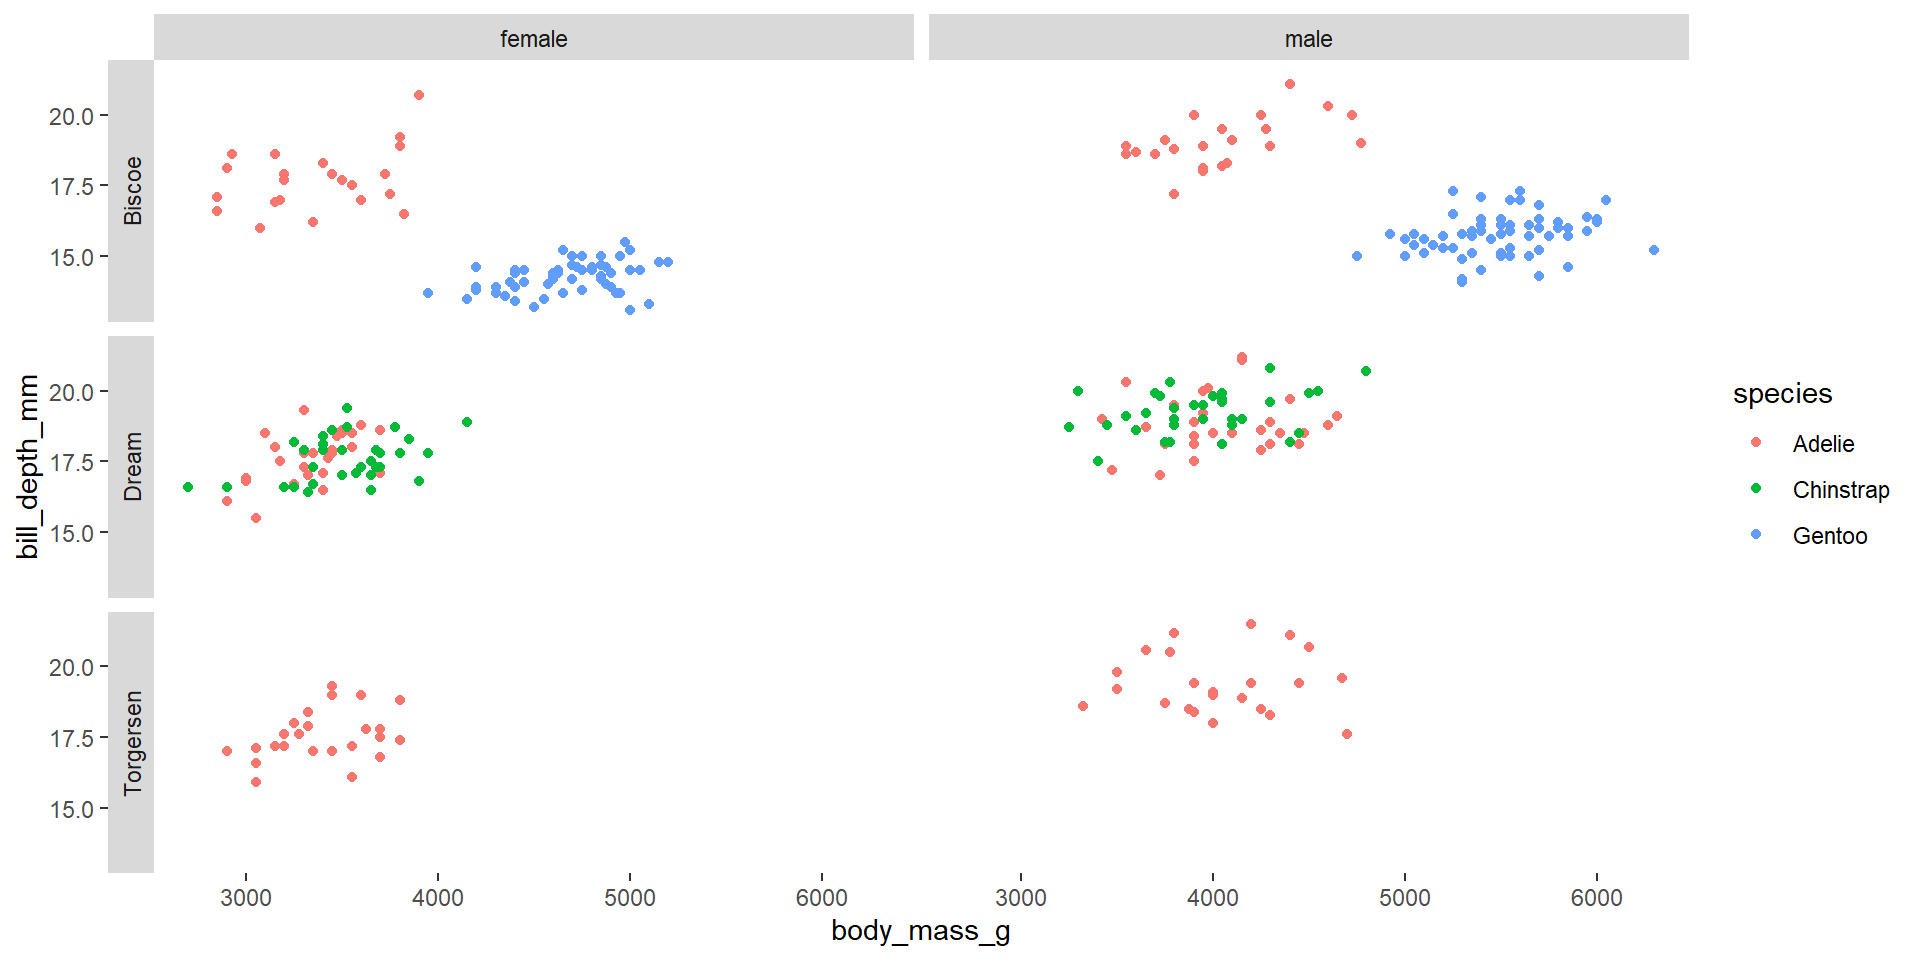 female
male
Biscoe
20.0
17.5
15.0
Dream
20.0
17.5
15.0
Torgersen
20.0
17.5
15.0
bill_depth_mm
3000 4000 5000 6000
3000 4000 5000 6000
body_mass_g
species
Adelie
Chinstrap
Gentoo